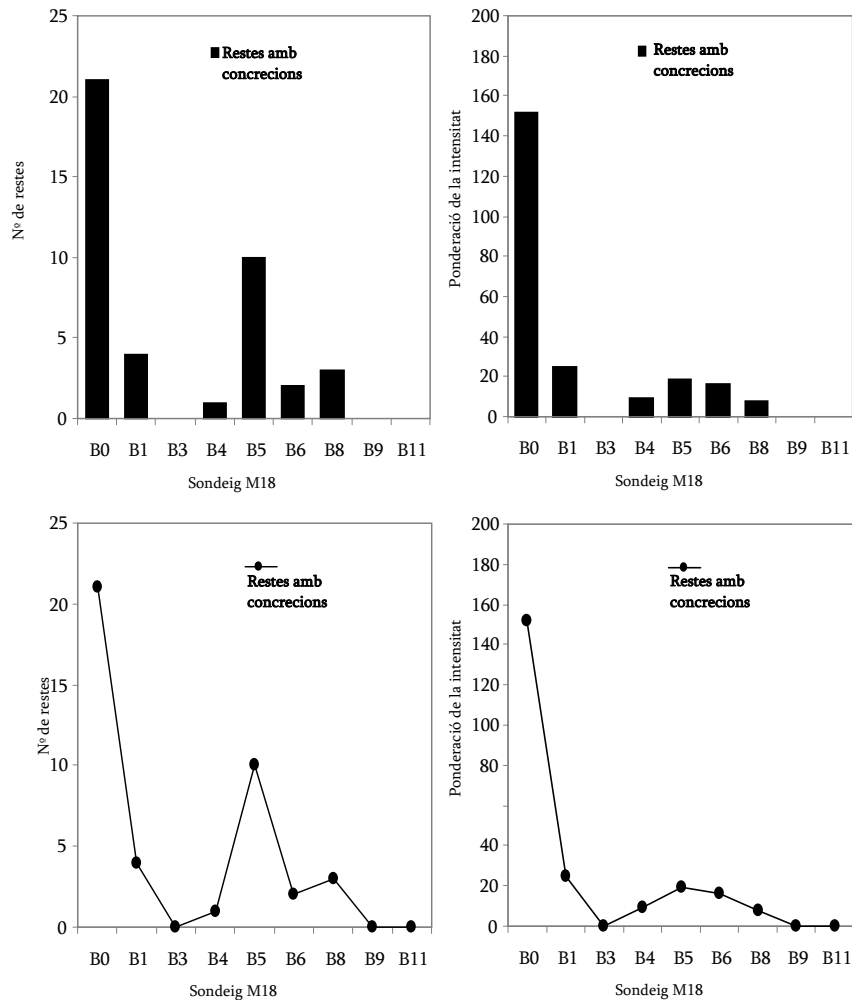 25
20
15
10
5
0
Nº de restes
Restes amb
concrecions
B0 B1 B3 B4 B5 B6 B8 B9 B11
Sondeig M18
200
180
160
140
120
100
80
60
40
20
0
Ponderació de la intensitat
Restes amb
concrecions
B0 B1 B3 B4 B5 B6 B8 B9 B11
Sondeig M18
25
20
15
10
5
0
Nº de restes
Restes amb
concrecions
B0 B1 B3 B4 B5 B6 B8 B9 B11
Sondeig M18
200
180
160
140
120
100
80
60
40
20
0
Ponderació de la intensitat
Restes amb
concrecions
B0 B1 B3 B4 B5 B6 B8 B9 B11
Sondeig M18